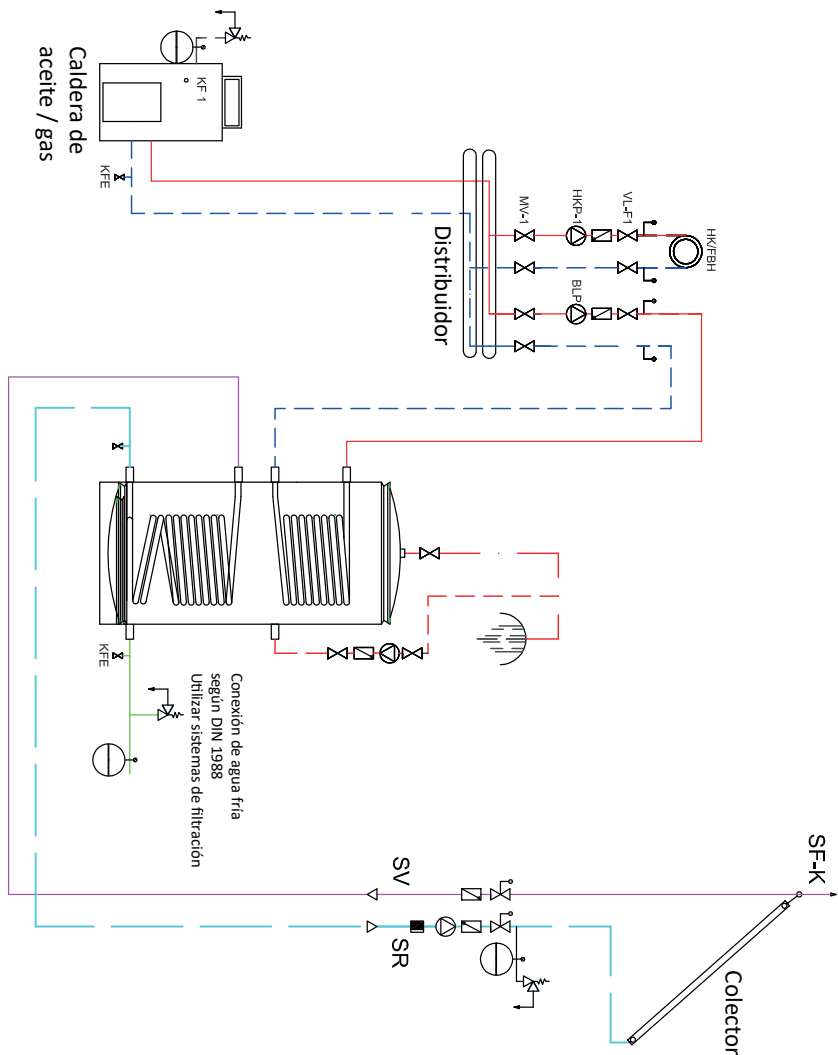 Caldera de
aceite / gas
KF 1
KFE
Distribuidor
MV-1
HKP-1
VL-F1
HK/FBH
BLP
KFE
Conexión de agua fría
según DIN 1988
Utilizar sistemas de filtración
SV
SR
SF-K
Colector